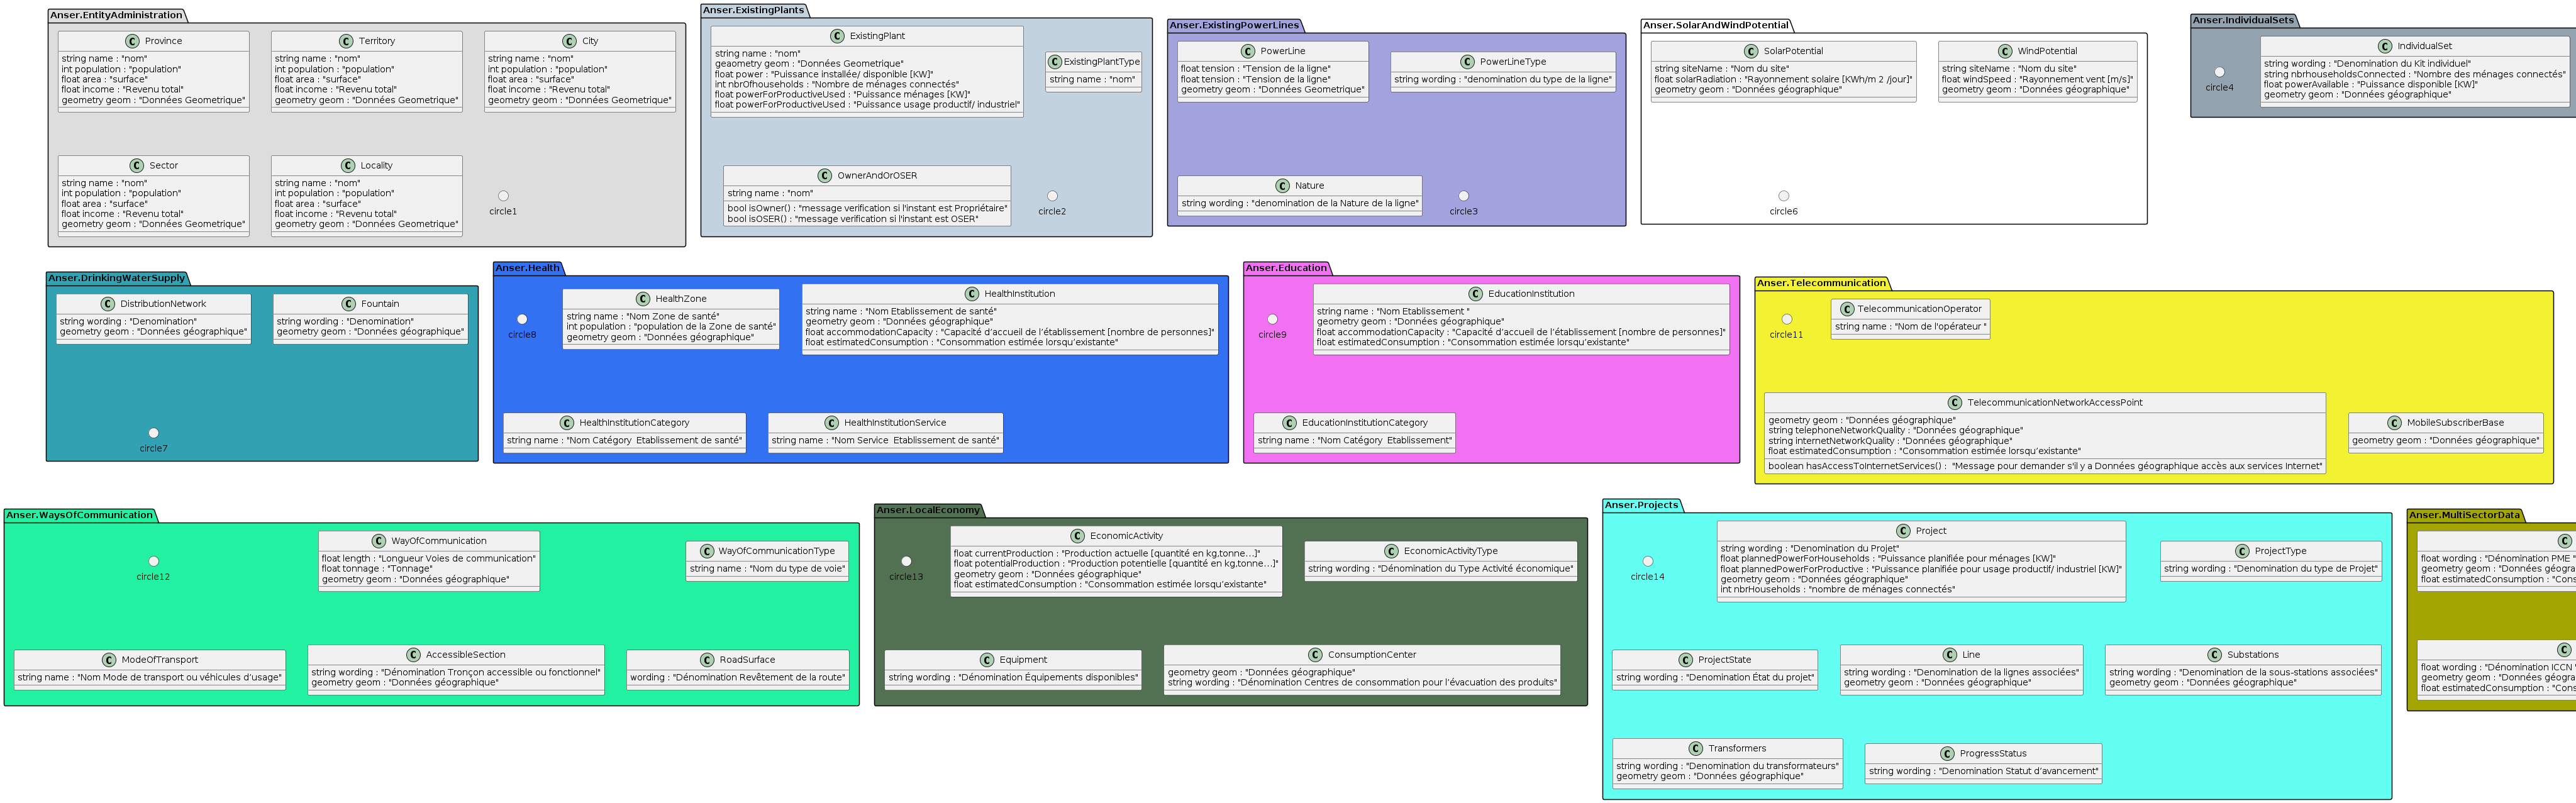 Anser.EntityAdministration
C Province
string name : "nom"
int population : "population"
float area : "surface"
float income : "Revenu total"
geometry geom : "Données Geometrique"
C Territory
string name : "nom"
int population : "population"
float area : "surface"
float income : "Revenu total"
geometry geom : "Données Geometrique"
C City
string name : "nom"
int population : "population"
float area : "surface"
float income : "Revenu total"
geometry geom : "Données Geometrique"
C Sector
string name : "nom"
int population : "population"
float area : "surface"
float income : "Revenu total"
geometry geom : "Données Geometrique"
C Locality
string name : "nom"
int population : "population"
float area : "surface"
float income : "Revenu total"
geometry geom : "Données Geometrique"
circle1
Anser.ExistingPlants
C ExistingPlant
string name : "nom"
geaometry geom : "Données Geometrique"
float power : "Puissance installée/ disponible [KW]"
int nbrOfhouseholds : "Nombre de ménages connectés"
float powerForProductiveUsed : "Puissance ménages [KW]"
float powerForProductiveUsed : "Puissance usage productif/ industriel"
C ExistingPlantType
string name : "nom"
C OwnerAndOrOSER
string name : "nom"
bool isOwner() : "message verification si l'instant est Propriétaire"
bool isOSER() : "message verification si l'instant est OSER"
circle2
Anser.ExistingPowerLines
C PowerLine
float tension : "Tension de la ligne"
float tension : "Tension de la ligne"
geometry geom : "Données Geometrique"
C PowerLineType
string wording : "denomination du type de la ligne"
C Nature
string wording : "denomination de la Nature de la ligne"
circle3
Anser.SolarAndWindPotential
C SolarPotential
string siteName : "Nom du site"
float solarRadiation : "Rayonnement solaire [KWh/m 2 /jour]"
geometry geom : "Données géographique"
C WindPotential
string siteName : "Nom du site"
float windSpeed : "Rayonnement vent [m/s]"
geometry geom : "Données géographique"
circle6
Anser.IndividualSets
circle4
C IndividualSet
string wording : "Denomination du Kit individuel"
string nbrhouseholdsConnected : "Nombre des ménages connectés"
float powerAvailable : "Puissance disponible [KW]"
geometry geom : "Données géographique"
Anser.DrinkingWaterSupply
C DistributionNetwork
string wording : "Denomination"
geometry geom : "Données géographique"
C Fountain
string wording : "Denomination"
geometry geom : "Données géographique"
circle7
Anser.Health
circle8
C HealthZone
string name : "Nom Zone de santé"
int population : "population de la Zone de santé"
geometry geom : "Données géographique"
C HealthInstitution
string name : "Nom Etablissement de santé"
geometry geom : "Données géographique"
float accommodationCapacity : "Capacité d'accueil de l'établissement [nombre de personnes]"
float estimatedConsumption : "Consommation estimée lorsqu'existante"
C HealthInstitutionCategory
string name : "Nom Catégory  Etablissement de santé"
C HealthInstitutionService
string name : "Nom Service  Etablissement de santé"
Anser.Education
circle9
C EducationInstitution
string name : "Nom Etablissement "
geometry geom : "Données géographique"
float accommodationCapacity : "Capacité d'accueil de l'établissement [nombre de personnes]"
float estimatedConsumption : "Consommation estimée lorsqu'existante"
C EducationInstitutionCategory
string name : "Nom Catégory  Etablissement"
Anser.Telecommunication
circle11
C TelecommunicationOperator
string name : "Nom de l'opérateur "
C TelecommunicationNetworkAccessPoint
geometry geom : "Données géographique"
string telephoneNetworkQuality : "Données géographique"
string internetNetworkQuality : "Données géographique"
float estimatedConsumption : "Consommation estimée lorsqu'existante"
boolean hasAccessToInternetServices() :  "Message pour demander s'il y a Données géographique accès aux services Internet"
C MobileSubscriberBase
geometry geom : "Données géographique"
Anser.WaysOfCommunication
circle12
C WayOfCommunication
float length : "Longueur Voies de communication"
float tonnage : "Tonnage"
geometry geom : "Données géographique"
C WayOfCommunicationType
string name : "Nom du type de voie"
C ModeOfTransport
string name : "Nom Mode de transport ou véhicules d'usage"
C AccessibleSection
string wording : "Dénomination Tronçon accessible ou fonctionnel"
geometry geom : "Données géographique"
C RoadSurface
wording : "Dénomination Revêtement de la route"
Anser.LocalEconomy
circle13
C EconomicActivity
float currentProduction : "Production actuelle [quantité en kg,tonne…]"
float potentialProduction : "Production potentielle [quantité en kg,tonne…]"
geometry geom : "Données géographique"
float estimatedConsumption : "Consommation estimée lorsqu'existante"
C EconomicActivityType
string wording : "Dénomination du Type Activité économique"
C Equipment
string wording : "Dénomination Équipements disponibles"
C ConsumptionCenter
geometry geom : "Données géographique"
string wording : "Dénomination Centres de consommation pour l'évacuation des produits"
Anser.Projects
circle14
C Project
string wording : "Denomination du Projet"
float plannedPowerForHouseholds : "Puissance planifiée pour ménages [KW]"
float plannedPowerForProductive : "Puissance planifiée pour usage productif/ industriel [KW]"
geometry geom : "Données géographique"
int nbrHouseholds : "nombre de ménages connectés"
C ProjectType
string wording : "Denomination du type de Projet"
C ProjectState
string wording : "Denomination État du projet"
C Line
string wording : "Denomination de la lignes associées"
geometry geom : "Données géographique"
C Substations
string wording : "Denomination de la sous-stations associées"
geometry geom : "Données géographique"
C Transformers
string wording : "Denomination du transformateurs"
geometry geom : "Données géographique"
C ProgressStatus
string wording : "Denomination Statut d'avancement"
Anser.MultiSectorData
C
float wording : "Dénomination PME "
geometry geom : "Données géogra
float estimatedConsumption : "Cons
C
float wording : "Dénomination ICCN "
geometry geom : "Données géogra
float estimatedConsumption : "Cons